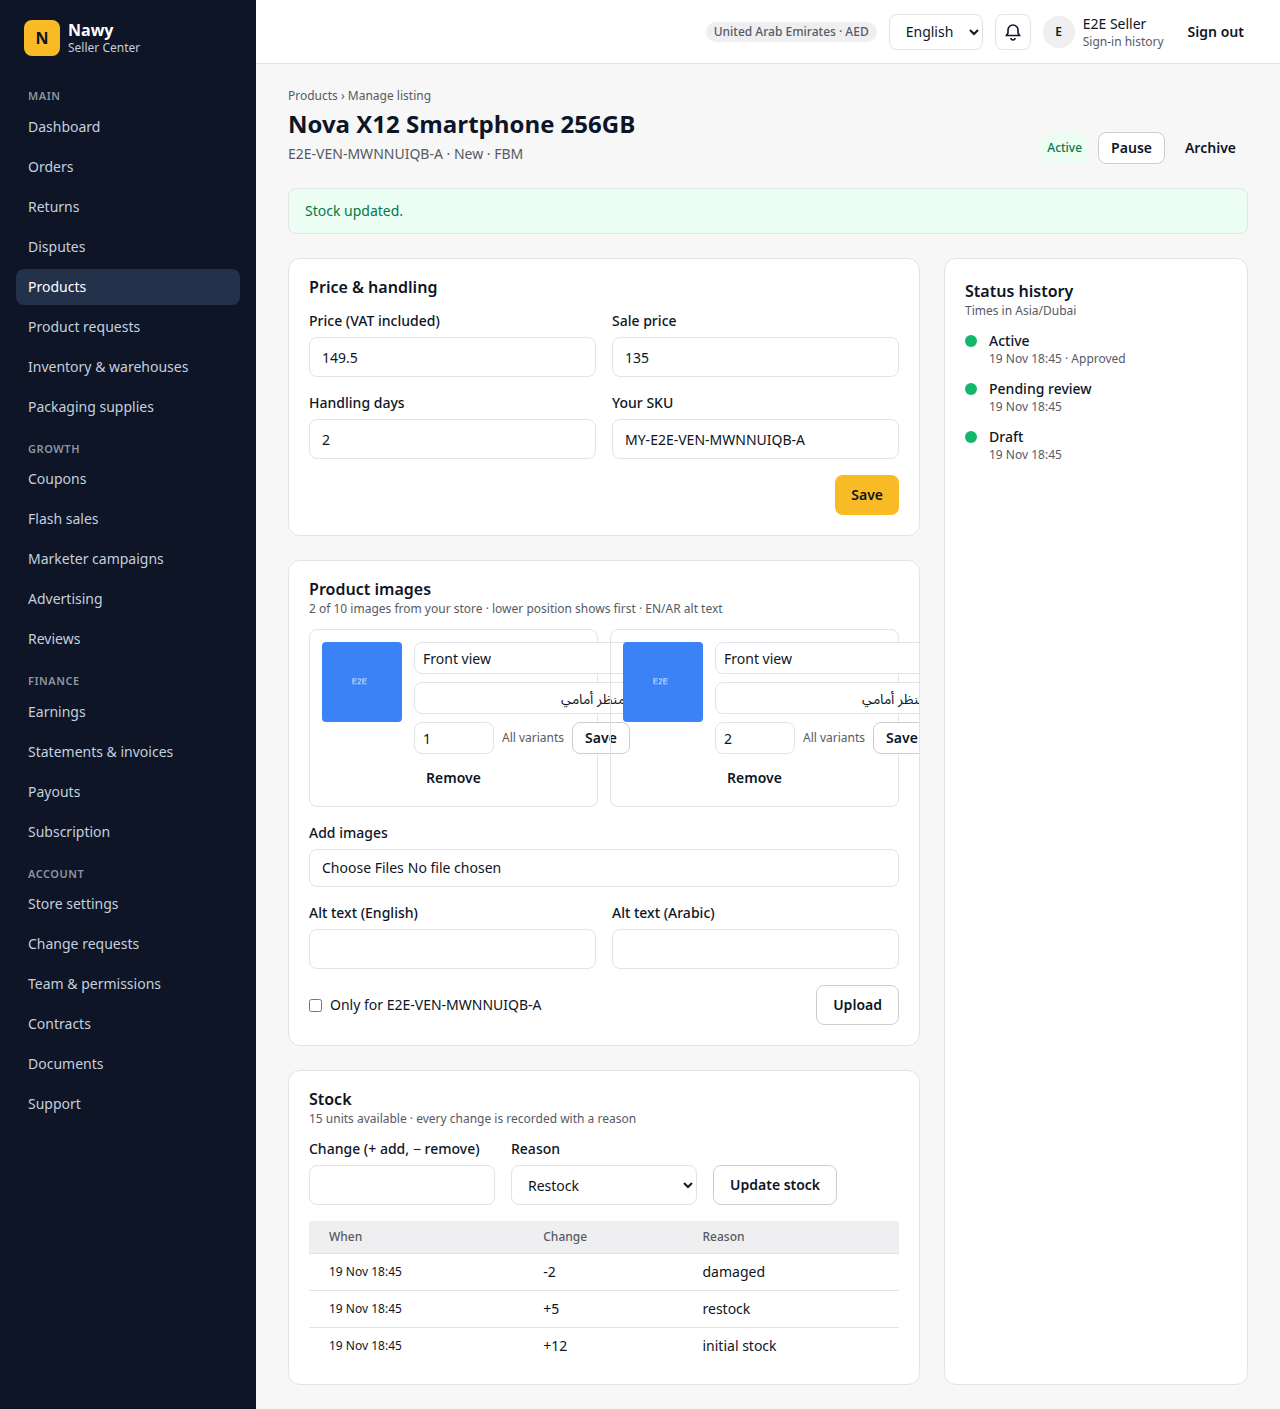 N
Nawy
Seller Center
MAIN
Dashboard
Orders
Returns
Disputes
Products
Product requests
Inventory & warehouses
Packaging supplies
GROWTH
Coupons
Flash sales
Marketer campaigns
Advertising
Reviews
FINANCE
Earnings
Statements & invoices
Payouts
Subscription
ACCOUNT
Store settings
Change requests
Team & permissions
Contracts
Documents
Support
United Arab Emirates · AED
English
E
E2E Seller
Sign-in history
Sign out
Products › Manage listing
Nova X12 Smartphone 256GB
E2E-VEN-MWNNUIQB-A · New · FBM
Active
Pause
Archive
Stock updated.
Price & handling
Price (VAT included)
Sale price
149.5
135
Handling days
Your SKU
2
MY-E2E-VEN-MWNNUIQB-A
Save
Product images
2 of 10 images from your store · lower position shows first · EN/AR alt text
E2E
Front view
منظر أمامي
1
All variants
Save
Remove
E2E
Front view
منظر أمامي
2
All variants
Save
Remove
Add images
Choose Files No file chosen
Alt text (English)
Alt text (Arabic)
Only for E2E-VEN-MWNNUIQB-A
Upload
Stock
15 units available · every change is recorded with a reason
Change (+ add, − remove)
Reason
Restock
Update stock
When Change Reason
19 Nov 18:45 -2 damaged
19 Nov 18:45 +5 restock
19 Nov 18:45 +12 initial stock
Status history
Times in Asia/Dubai
Active
19 Nov 18:45 · Approved
Pending review
19 Nov 18:45
Draft
19 Nov 18:45